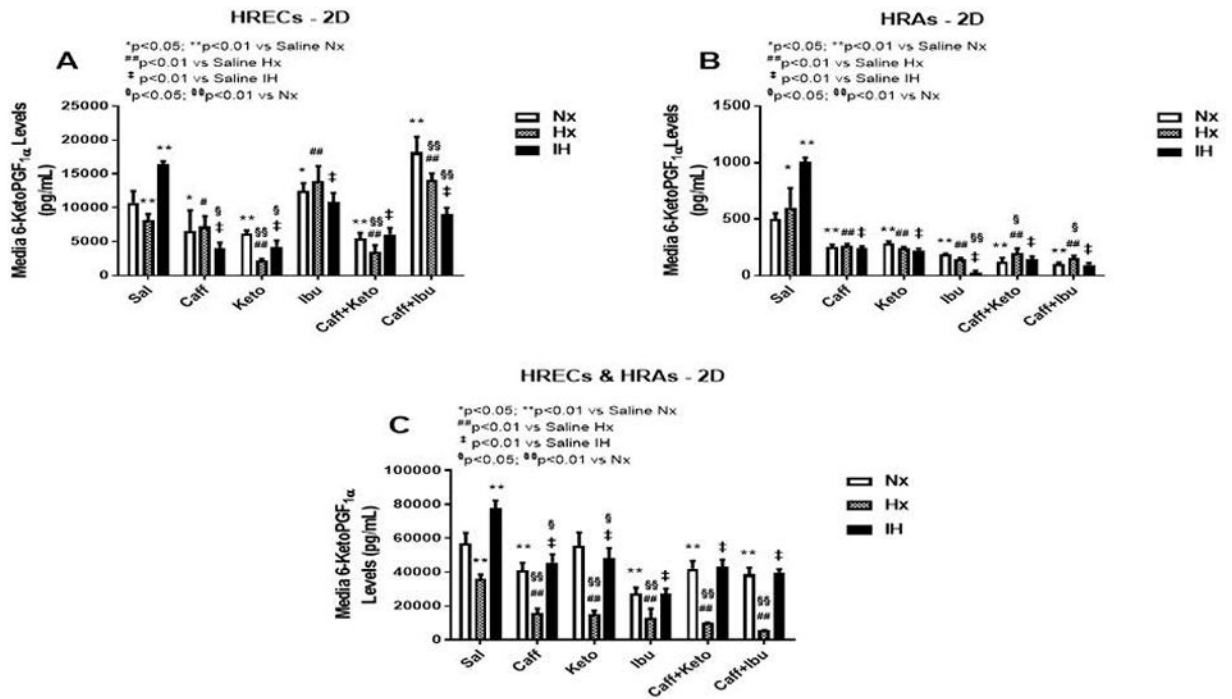 HRECs - 2D
A
*p<0.05; **p<0.01 vs Saline Nx
##p<0.01 vs Saline Hx
‡ p<0.01 vs Saline IH
§p<0.05; §§p<0.01 vs Nx
Media 6-KetoPGF1α Levels
(pg/mL)
25000
20000
15000
10000
5000
0
Nx
Hx
IH
**
**
*
#
§
‡
**
§§
##
§
‡
*
##
‡
**
§§
##
‡
**
§§
##
§§
‡
Sal
Caff
Keto
Ibu
Caff+Keto
Caff+Ibu
HRAs - 2D
B
*p<0.05; **p<0.01 vs Saline Nx
##p<0.01 vs Saline Hx
‡ p<0.01 vs Saline IH
§p<0.05; §§p<0.01 vs Nx
Media 6-KetoPGF1αLevels
(pg/mL)
1500
1000
500
0
Nx
Hx
IH
*
**
** ## ‡
** ## ‡
** ## §§
‡
**
§
##
‡
**
§
##
‡
Sal
Caff
Keto
Ibu
Caff+Keto
Caff+Ibu
HRECs & HRAs - 2D
C
*p<0.05; **p<0.01 vs Saline Nx
##p<0.01 vs Saline Hx
‡ p<0.01 vs Saline IH
§p<0.05; §§p<0.01 vs Nx
Media 6-KetoPGF1α
Levels (pg/mL)
100000
80000
60000
40000
20000
0
Nx
Hx
IH
**
**
**
§§
##
§
‡
§§
##
§
‡
**
§§
##
‡
**
§§
##
‡
**
§§
##
‡
Sal
Caff
Keto
Ibu
Caff+Keto
Caff+Ibu